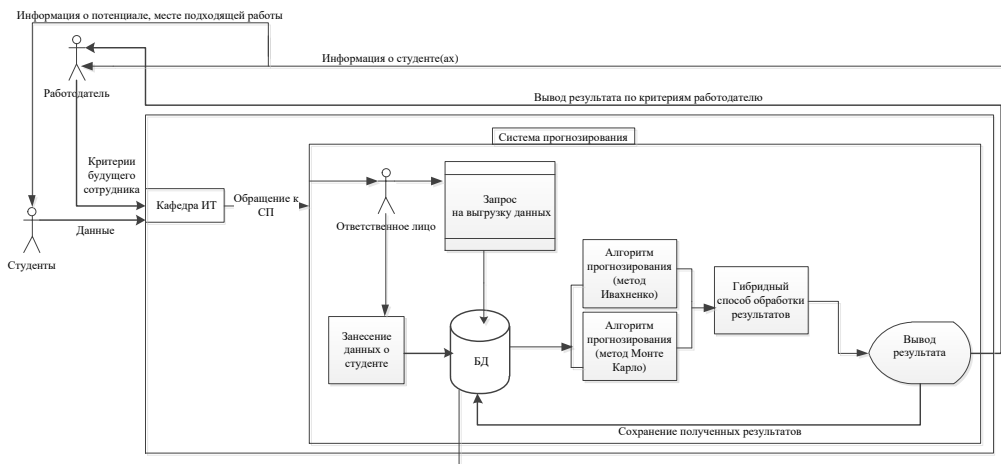 Информация о потенциале, месте подходящей работы
Информация о студенте(ах)
Работодатель
Вывод результата по критериям работодателю
Система прогнозирования
Критерии
будущего
сотрудника
Кафедра ИТ
Обращение к
СП
Ответственное лицо
Запрос
на выгрузку данных
Данные
Студенты
Алгоритм
прогнозирования
(метод
Ивахненко)
Гибридный
способ обработки
результатов
Занесение
данных о
студенте
БД
Алгоритм
прогнозирования
(метод Монте
Карло)
Вывод
результата
Сохранение полученных результатов